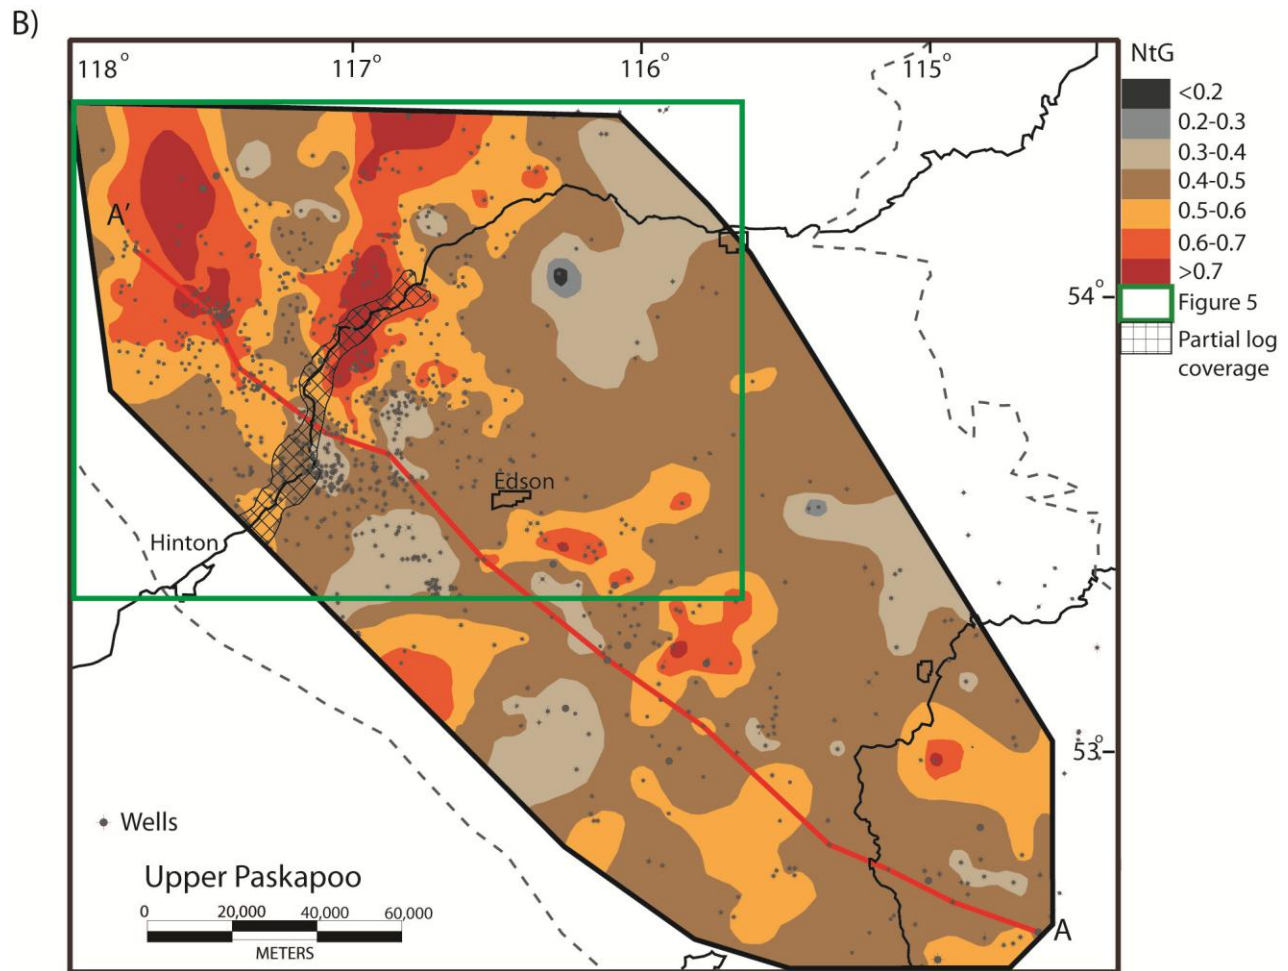 B)
118° 117° 116° 115°
NtG
<0.2
0.2-0.3
0.3-0.4
0.4-0.5
0.5-0.6
0.6-0.7
>0.7
Figure 5
Partial log
coverage
A'
54°
Edson
Hinton
53°
Wells
Upper Paskapoo
0 20,000 40,000 60,000
METERS
A